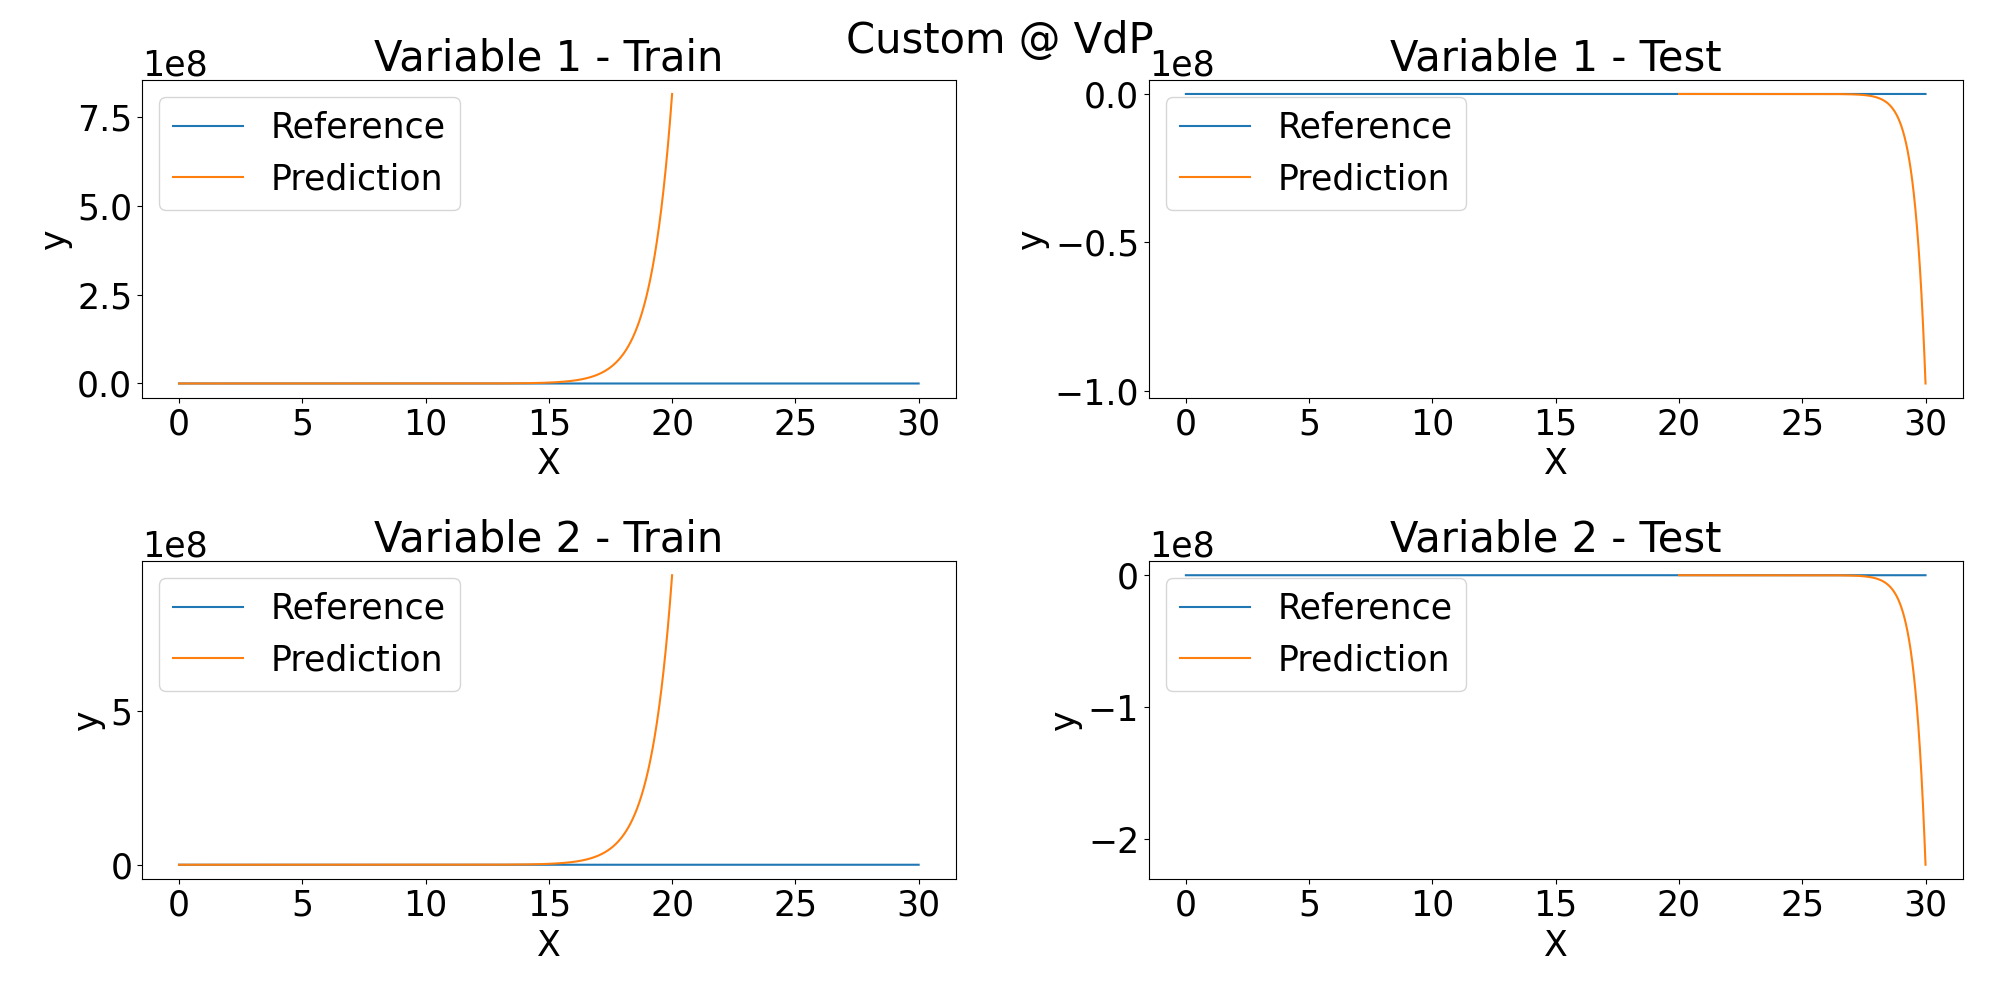 Custom @ VdP
Variable 1 - Train
1e8
7.5
5.0
2.5
0.0
y
Reference
Prediction
0 5 10 15 20 25 30
X
Variable 1 - Test
1e8
0.0
−0.5
−1.0
y
Reference
Prediction
0 5 10 15 20 25 30
X
Variable 2 - Train
1e8
5
0
y
Reference
Prediction
0 5 10 15 20 25 30
X
Variable 2 - Test
1e8
0
−1
−2
y
Reference
Prediction
0 5 10 15 20 25 30
X